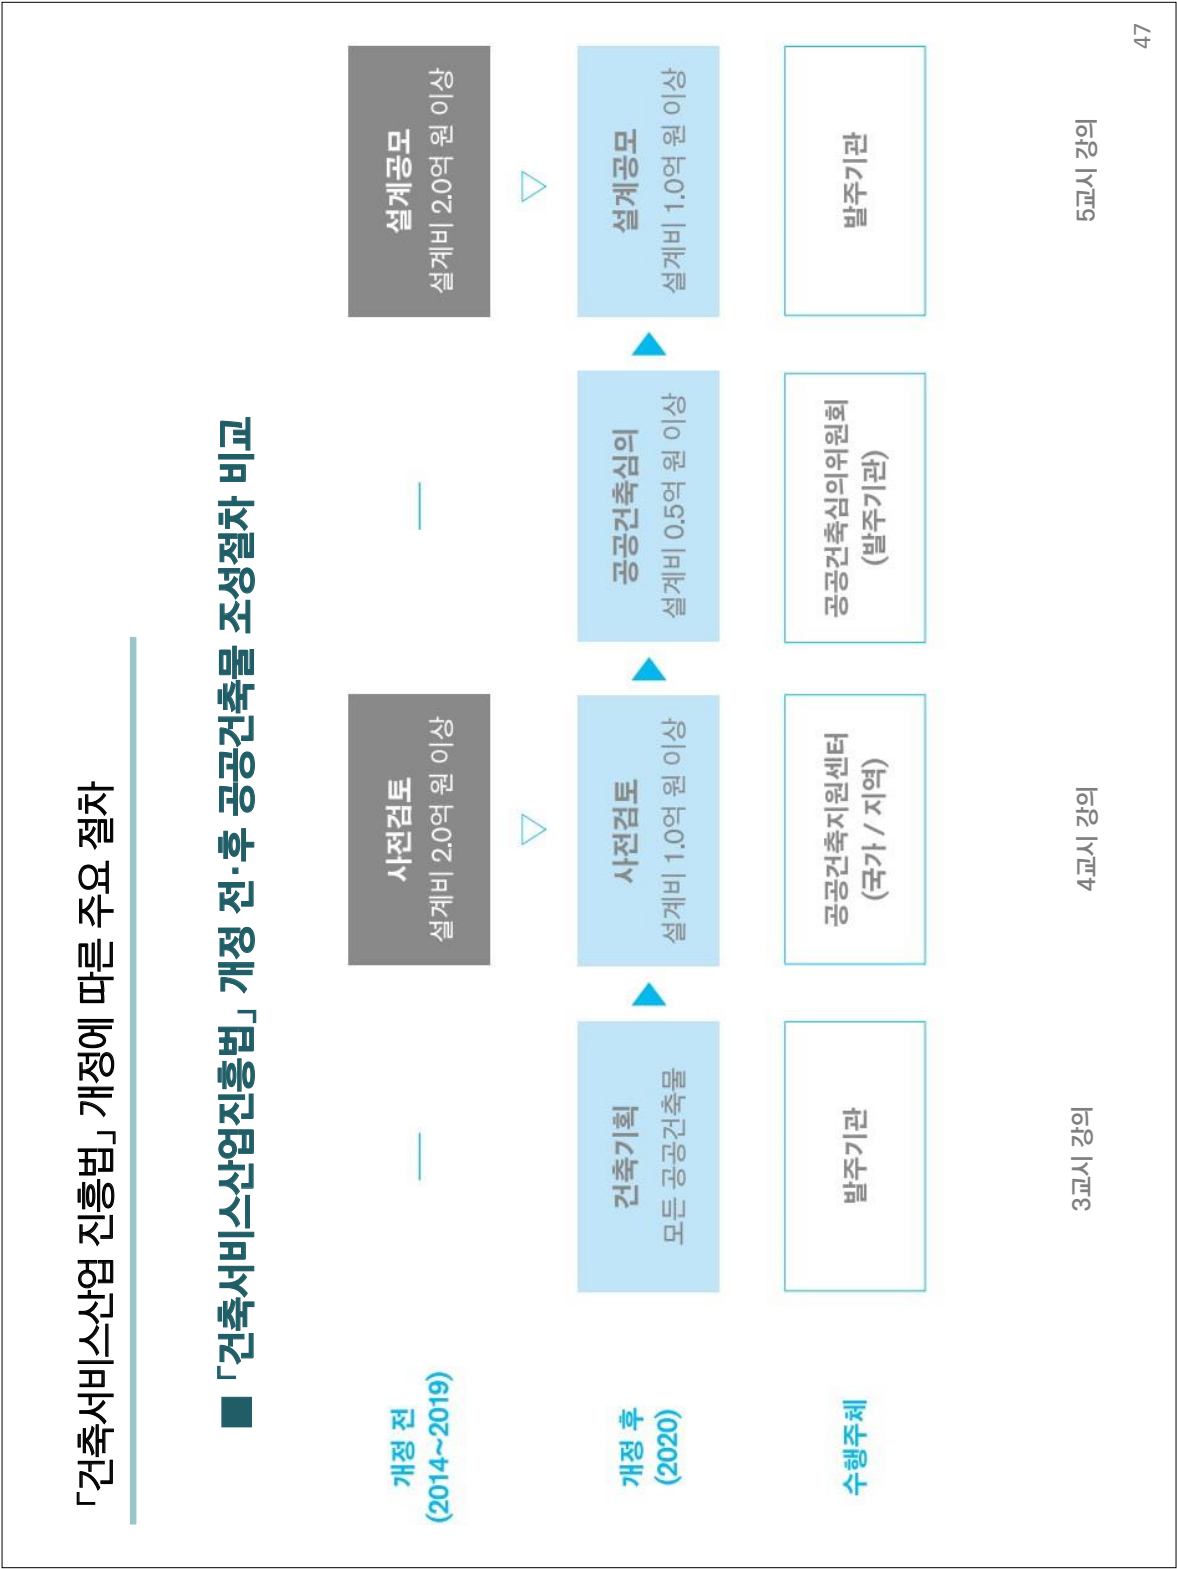 「건축서비스산업 진흥법」 개정에 따른 주요 절차
■「건축서비스산업진흥법」 개정 전·후 공공건축물 조성절차 비교
개정 전
(2014~2019)
—
사전검토
설계비 2.0억 원 이상
—
설계공모
설계비 2.0억 원 이상
개정 후
(2020)
건축기획
모든 공공건축물
사전검토
설계비 1.0억 원 이상
공공건축심의
설계비 0.5억 원 이상
설계공모
설계비 1.0억 원 이상
수행주체
발주기관
공공건축지원센터
(국가 / 지역)
공공건축심의위원회
(발주기관)
발주기관
3교시 강의
4교시 강의
5교시 강의
47